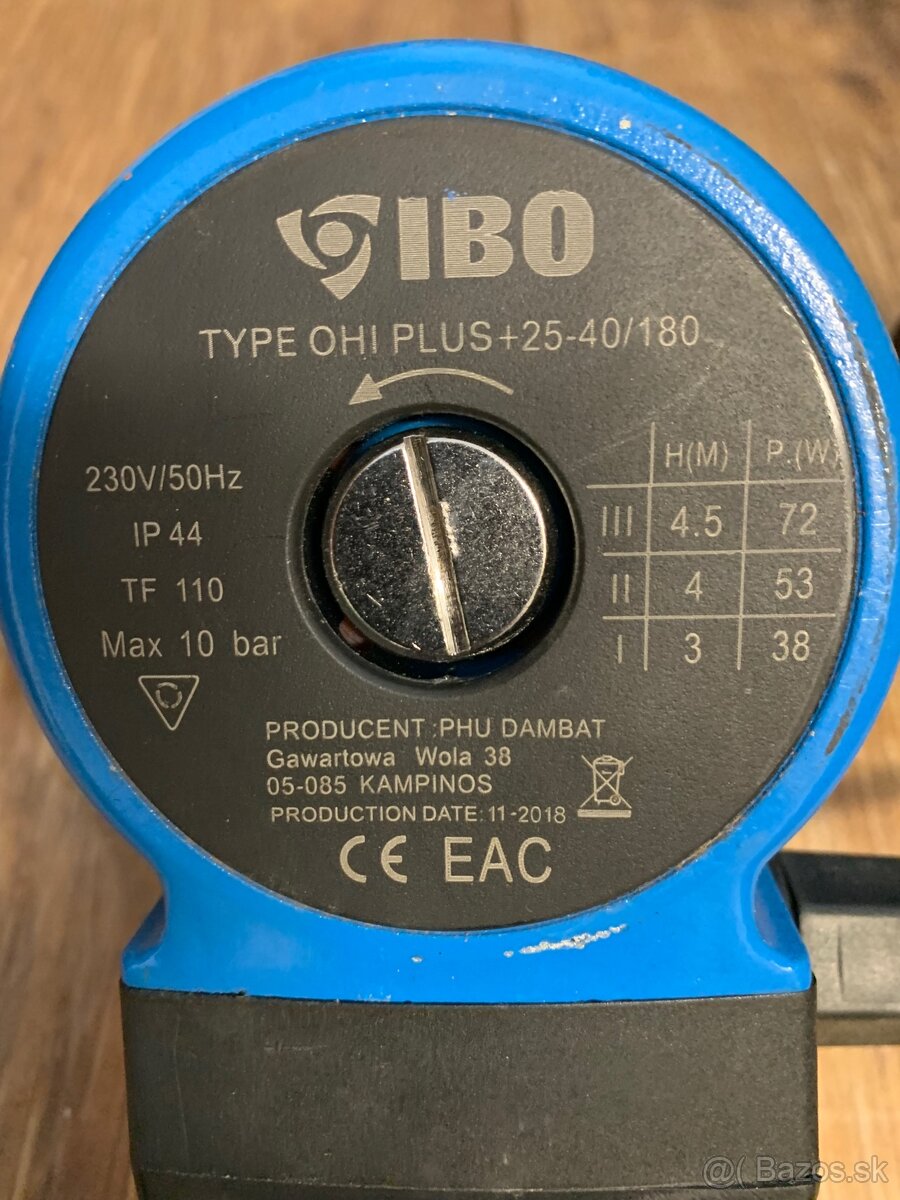 IBO
TYPE OHI PLUS+25-40/180
230V/50Hz
IP 44
TF 110
Max 10 bar
H(M) P.(W)
III 4.5 72
II 4 53
I 3 38
PRODUCENT :PHU DAMBAT
Gawartowa Wola 38
05-085 KAMPINOS
PRODUCTION DATE: 11-2018
CE EAC
@( Bazos.sk